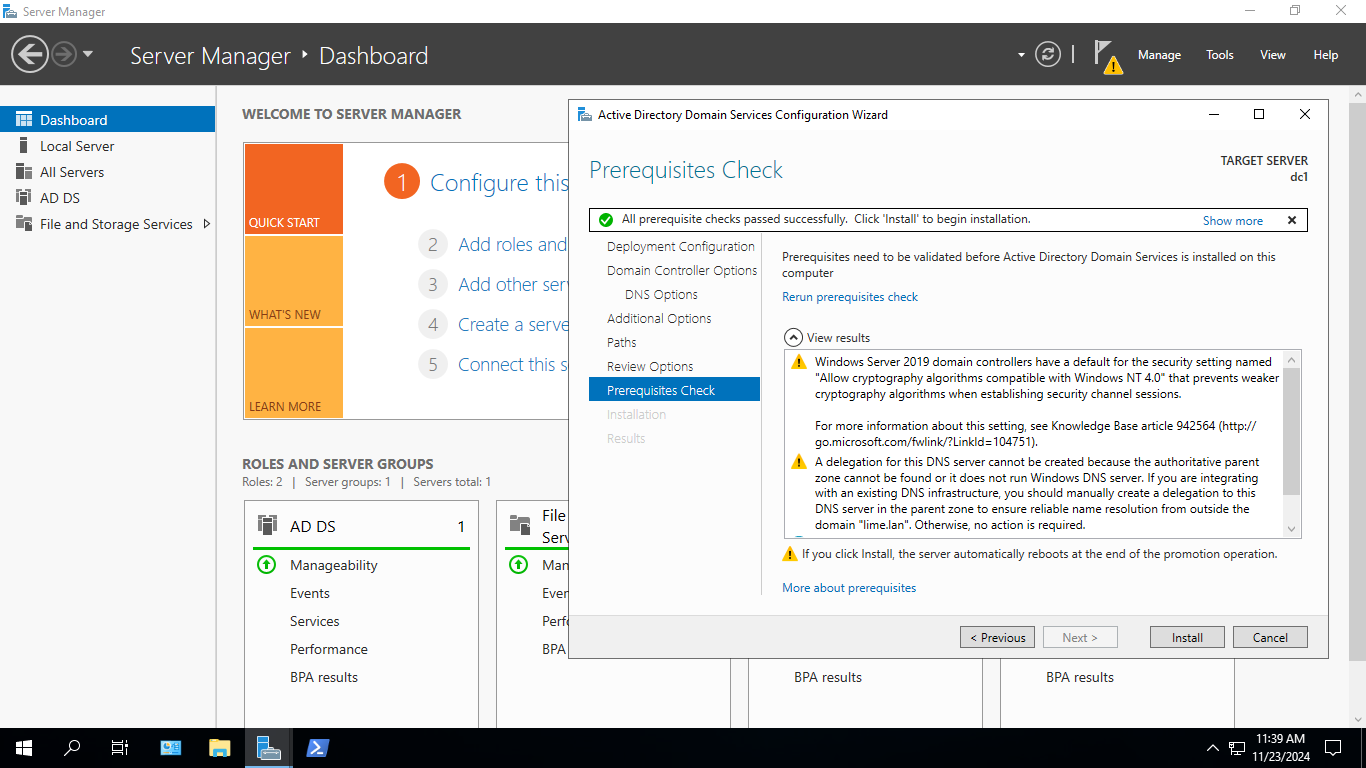 Server Manager
Server Manager ‣ Dashboard
Manage Tools View Help
Dashboard
Local Server
All Servers
AD DS
File and Storage Services
WELCOME TO SERVER MANAGER
QUICK START
WHAT'S NEW
LEARN MORE
1 Configure this
2 Add roles and
3 Add other ser
4 Create a serve
5 Connect this s
ROLES AND SERVER GROUPS
Roles: 2 | Server groups: 1 | Servers total: 1
AD DS 1
Manageability
Events
Services
Performance
BPA results
File
Serv
Man
Ever
Perf
BPA
BPA results
BPA results
Active Directory Domain Services Configuration Wizard
Prerequisites Check
TARGET SERVER
dc1
All prerequisite checks passed successfully. Click 'Install' to begin installation.
Show more
Deployment Configuration
Domain Controller Options
DNS Options
Additional Options
Paths
Review Options
Prerequisites Check
Installation
Results
Prerequisites need to be validated before Active Directory Domain Services is installed on this
computer
Rerun prerequisites check
View results
Windows Server 2019 domain controllers have a default for the security setting named
"Allow cryptography algorithms compatible with Windows NT 4.0" that prevents weaker
cryptography algorithms when establishing security channel sessions.
For more information about this setting, see Knowledge Base article 942564 (http://
go.microsoft.com/fwlink/?LinkId=104751).
A delegation for this DNS server cannot be created because the authoritative parent
zone cannot be found or it does not run Windows DNS server. If you are integrating
with an existing DNS infrastructure, you should manually create a delegation to this
DNS server in the parent zone to ensure reliable name resolution from outside the
domain "lime.lan". Otherwise, no action is required.
If you click Install, the server automatically reboots at the end of the promotion operation.
More about prerequisites
< Previous
Next >
Install
Cancel
11:39 AM
11/23/2024